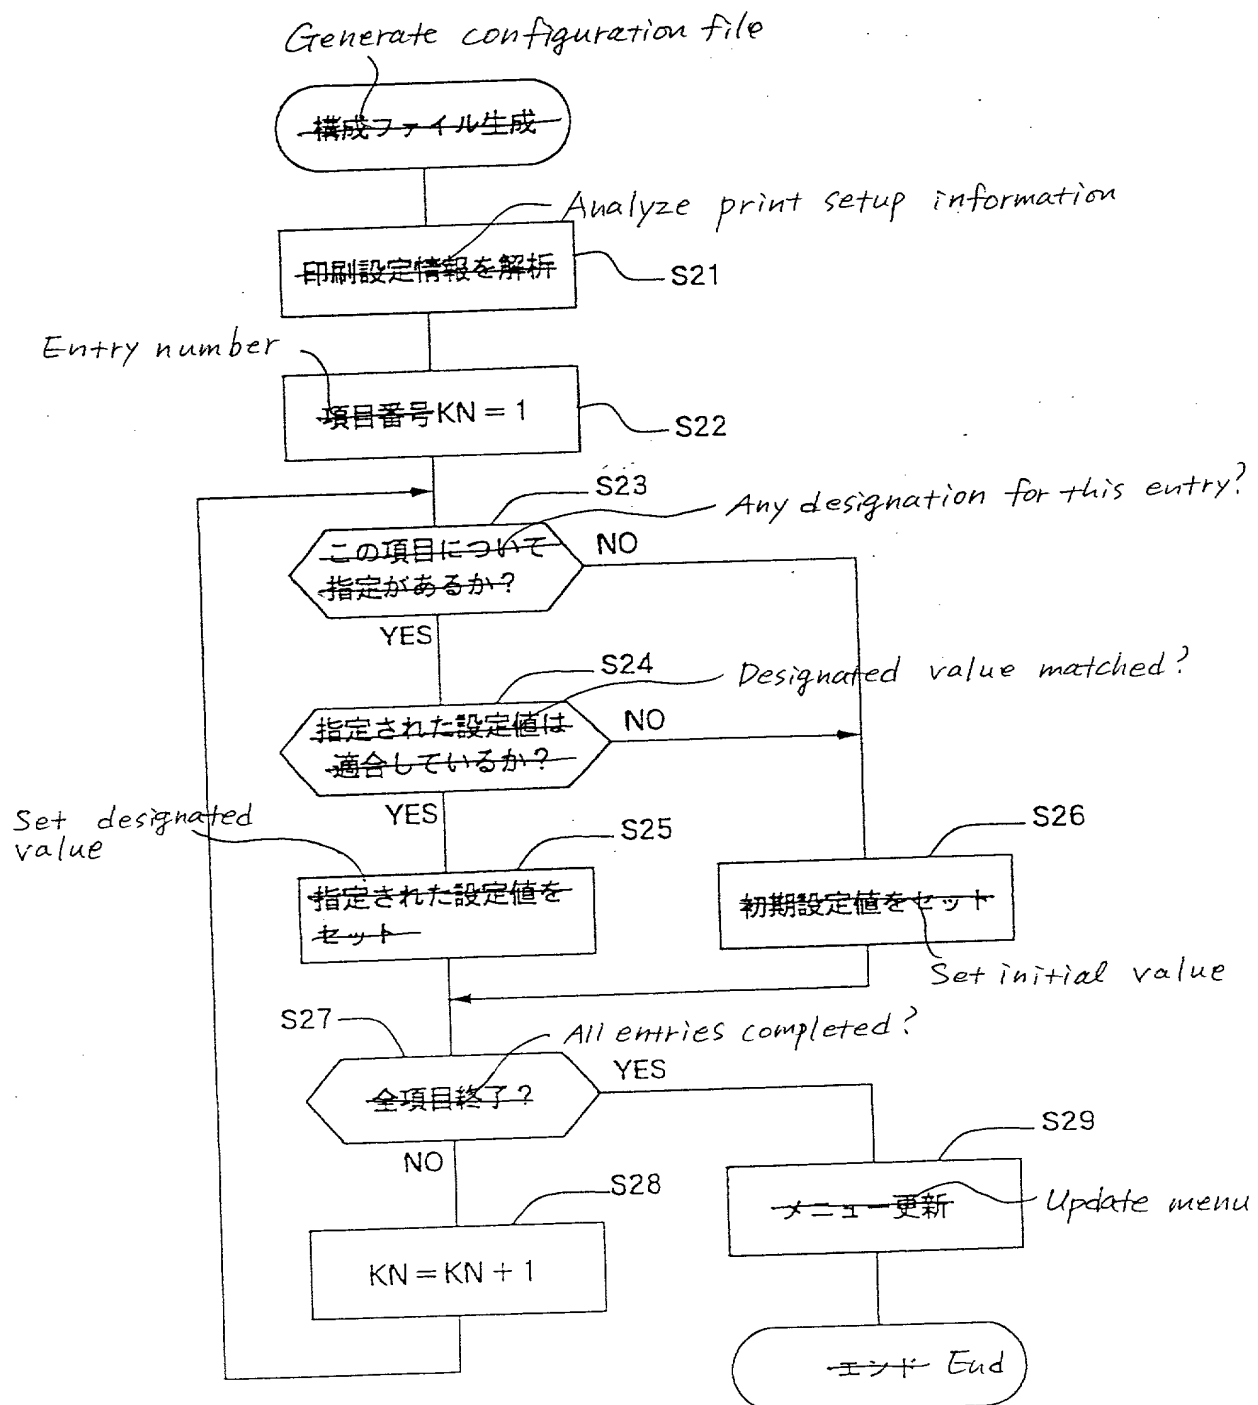 Generate configuration file
構成ファイル生成
Analyze print setup information
印刷設定情報を解析
S21
Entry number
項目番号KN = 1
S22
S23
Any designation for this entry?
この項目について
指定があるか?
NO
YES
S24
Designated value matched?
指定された設定値は
適合しているか?
NO
YES
Set designated
value
S25
S26
指定された設定値を
セット
初期設定値をセット
Set initial value
S27
All entries completed?
全項目終了?
YES
NO
S29
S28
メニュー更新
Update menu
KN = KN + 1
エンド End